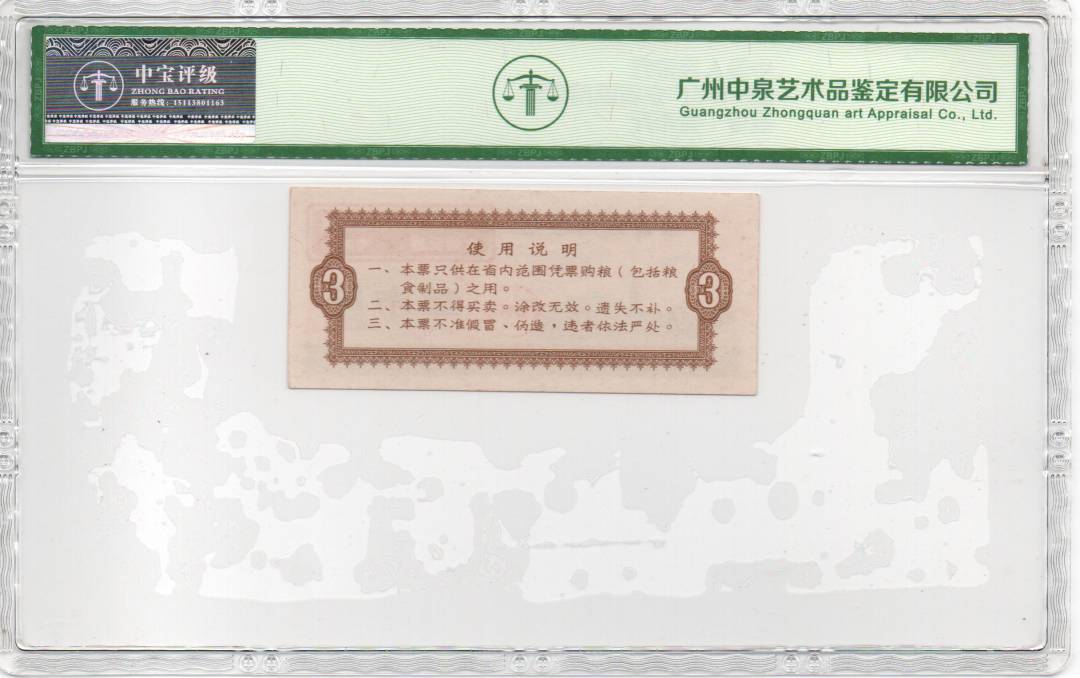 中宝评级
ZHONG BAO RATING
服务热线：15113801163
广州中泉艺术品鉴定有限公司
Guangzhou Zhongquan art Appraisal Co., Ltd.
使用说明
一、本票只供在省内范围凭票购粮（包括粮
食制品）之用。
二、本票不得买卖。涂改无效。遗失不补。
三、本票不准假冒、伪造，违者依法严处。
3
3